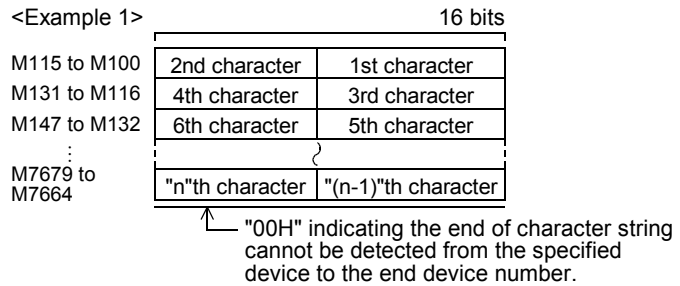 <Example 1> 16 bits
M115 to M100 2nd character 1st character
M131 to M116 4th character 3rd character
M147 to M132 6th character 5th character
⋮
M7679 to
M7664 "n"th character "(n-1)"th character
"00H" indicating the end of character string
cannot be detected from the specified
device to the end device number.